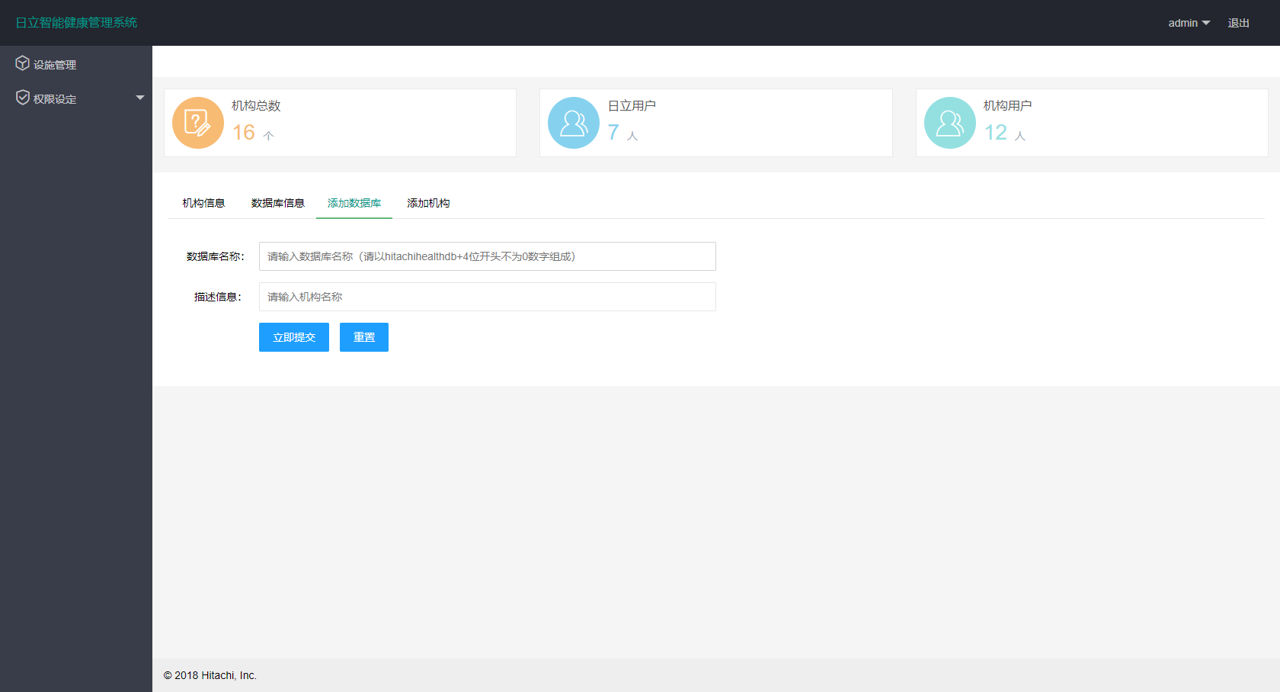 日立智能健康管理系统
admin 退出
设施管理
权限设定
机构总数
16 个
日立用户
7 人
机构用户
12 人
机构信息 数据库信息 添加数据库 添加机构
数据库名称: 请输入数据库名称（请以hitachihealthdb+4位开头不为0数字组成）
描述信息: 请输入机构名称
立即提交 重置
© 2018 Hitachi, Inc.